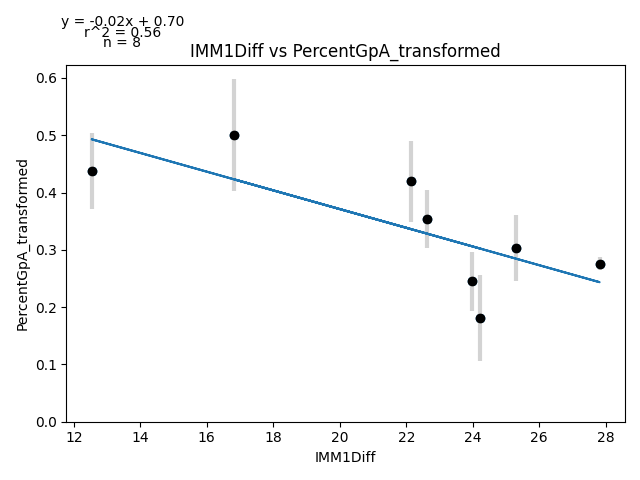 y = -0.02x + 0.70
r^2 = 0.56
n = 8
IMM1Diff vs PercentGpA_transformed
PercentGpA_transformed
0.6
0.5
0.4
0.3
0.2
0.1
0.0
12 14 16 18 20 22 24 26 28
IMM1Diff